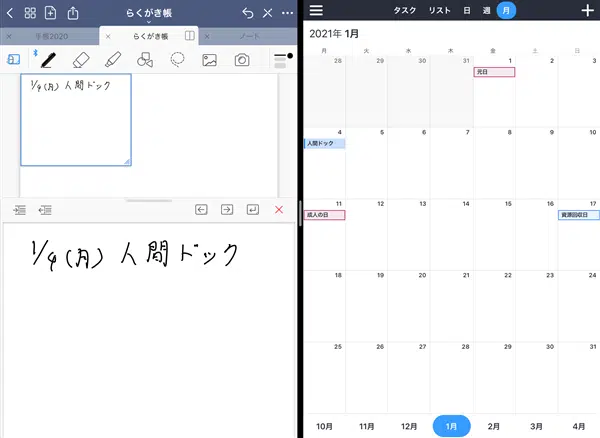 らくがき帳
手帳2020
らくがき帳
ノート
1/4(月) 人間ドック
1/4(月) 人間ドック
タスク リスト 日 週 月
2021年 1月
月 火 水 木 金 土 日
28 29 30 31 1 2 3
元日
4 5 6 7 8 9 10
人間ドック
11 12 13 14 15 16 17
成人の日 資源回収日
18 19 20 21 22 23 24
25 26 27 28 29 30 31
10月 11月 12月 1月 2月 3月 4月